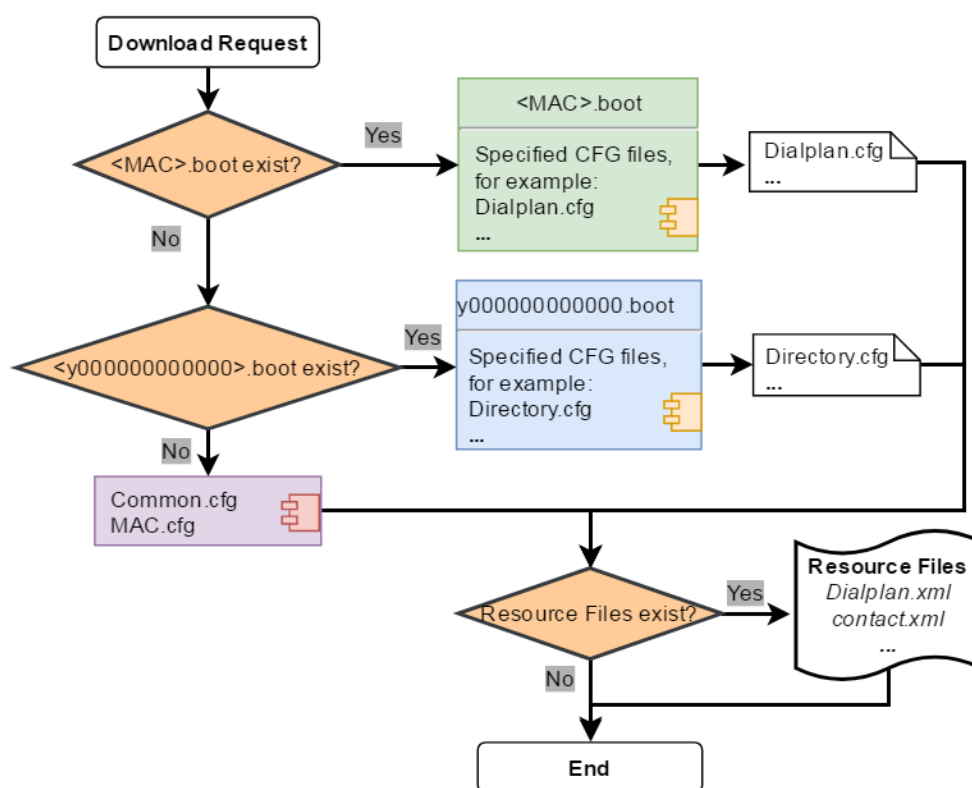 Download Request
<MAC>.boot exist?
Yes
<MAC>.boot
Specified CFG files,
for example:
Dialplan.cfg
...
Dialplan.cfg
...
No
<y000000000000>.boot exist?
Yes
y000000000000.boot
Specified CFG files,
for example:
Directory.cfg
...
Directory.cfg
...
No
Common.cfg
MAC.cfg
Resource Files exist?
Yes
Resource Files
Dialplan.xml
contact.xml
...
No
End